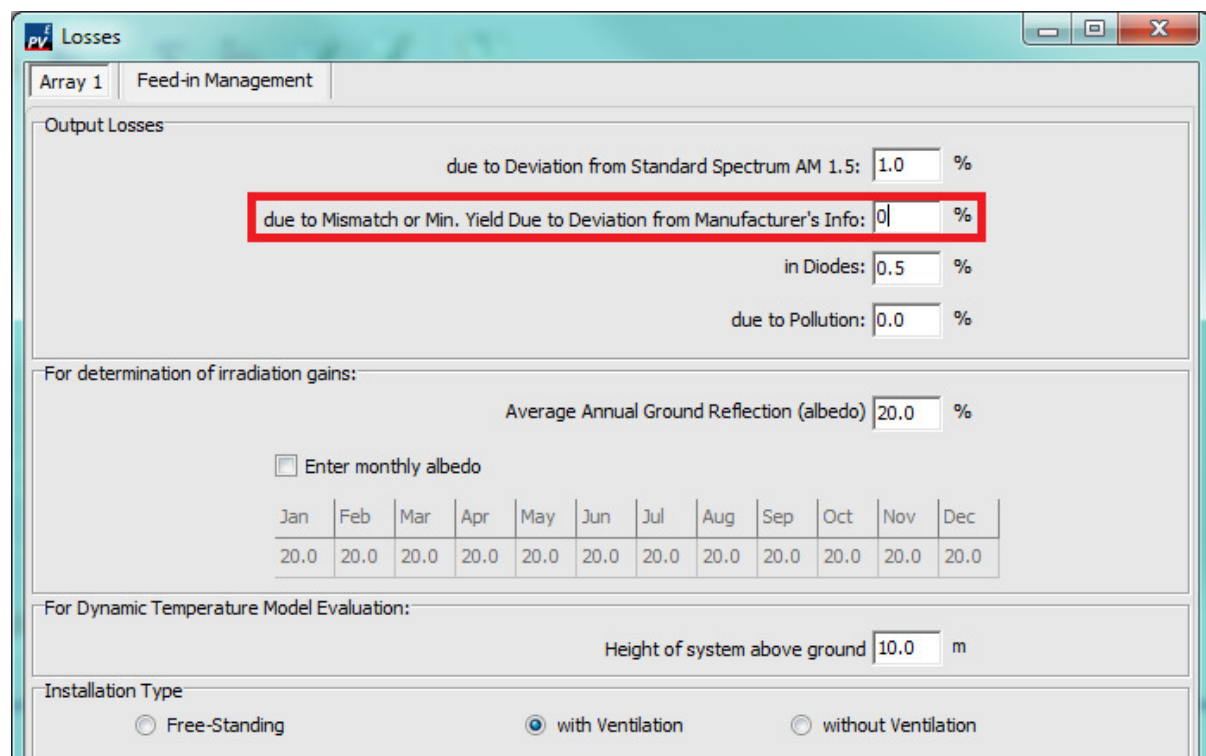 PV E Losses
Array 1 Feed-in Management
Output Losses
due to Deviation from Standard Spectrum AM 1.5: 1.0 %
due to Mismatch or Min. Yield Due to Deviation from Manufacturer's Info: 0 %
in Diodes: 0.5 %
due to Pollution: 0.0 %
For determination of irradiation gains:
Average Annual Ground Reflection (albedo) 20.0 %
Enter monthly albedo
Jan Feb Mar Apr May Jun Jul Aug Sep Oct Nov Dec
20.0 20.0 20.0 20.0 20.0 20.0 20.0 20.0 20.0 20.0 20.0 20.0
For Dynamic Temperature Model Evaluation:
Height of system above ground 10.0 m
Installation Type
Free-Standing with Ventilation without Ventilation